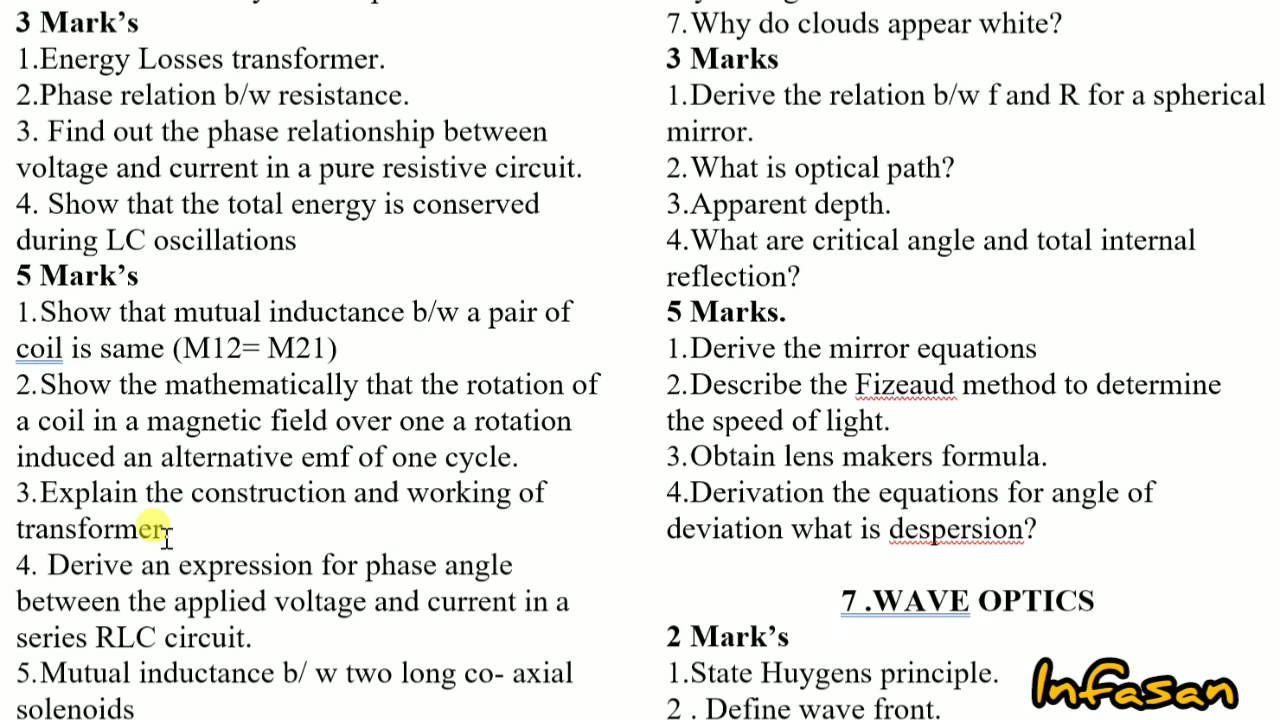 3 Mark’s
1.Energy Losses transformer.
2.Phase relation b/w resistance.
3. Find out the phase relationship between
voltage and current in a pure resistive circuit.
4. Show that the total energy is conserved
during LC oscillations
5 Mark’s
1.Show that mutual inductance b/w a pair of
coil is same (M12= M21)
2.Show the mathematically that the rotation of
a coil in a magnetic field over one a rotation
induced an alternative emf of one cycle.
3.Explain the construction and working of
transformer.
4. Derive an expression for phase angle
between the applied voltage and current in a
series RLC circuit.
5.Mutual inductance b/ w two long co- axial
solenoids
7.Why do clouds appear white?
3 Marks
1.Derive the relation b/w f and R for a spherical
mirror.
2.What is optical path?
3.Apparent depth.
4.What are critical angle and total internal
reflection?
5 Marks.
1.Derive the mirror equations
2.Describe the Fizeaud method to determine
the speed of light.
3.Obtain lens makers formula.
4.Derivation the equations for angle of
deviation what is despersion?
7 .WAVE OPTICS
2 Mark’s
1.State Huygens principle.
2 . Define wave front.
Infasan